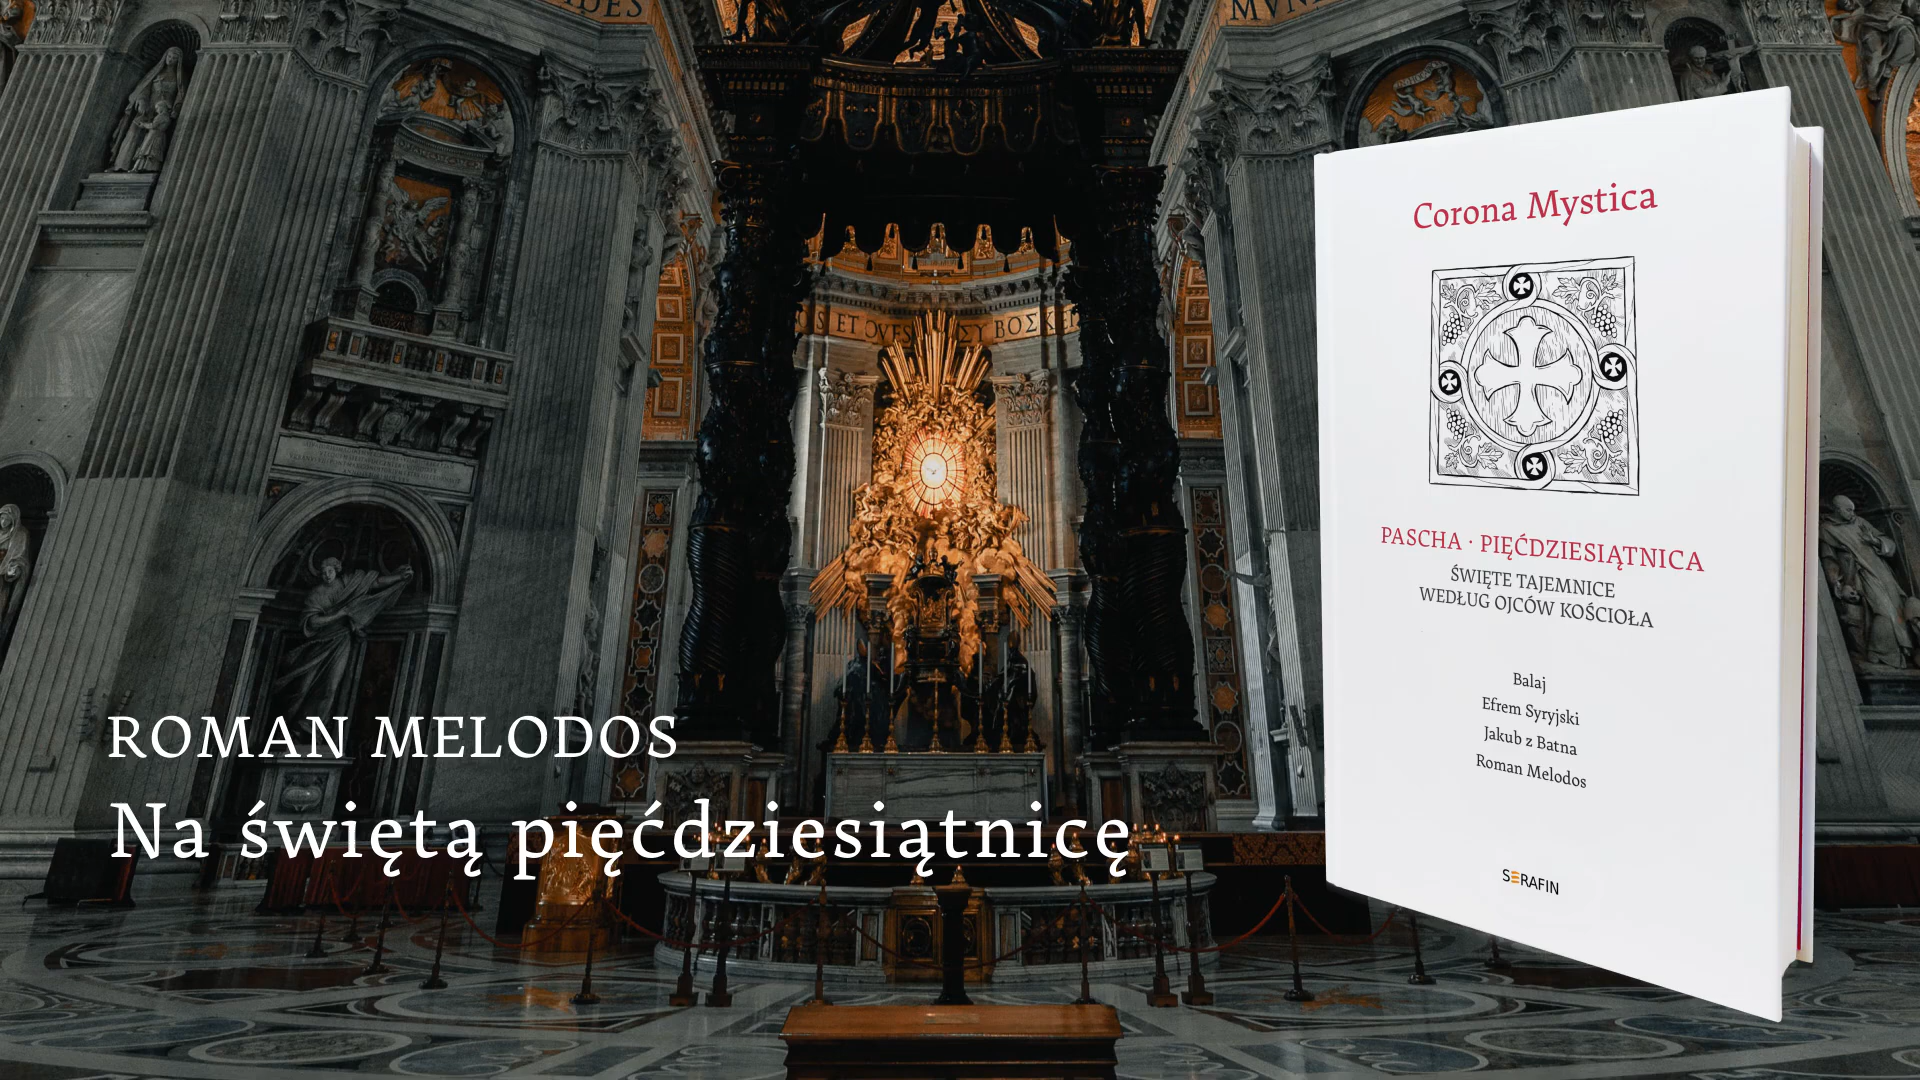 ROMAN MELODOS
Na świętą pięćdziesiątnicę
Corona Mystica
PASCHA · PIĘĆDZIESIĄTNICA
ŚWIĘTE TAJEMNICE
WEDŁUG OJCÓW KOŚCIOŁA
Balaj
Efrem Syryjski
Jakub z Batna
Roman Melodos
SERAFIN